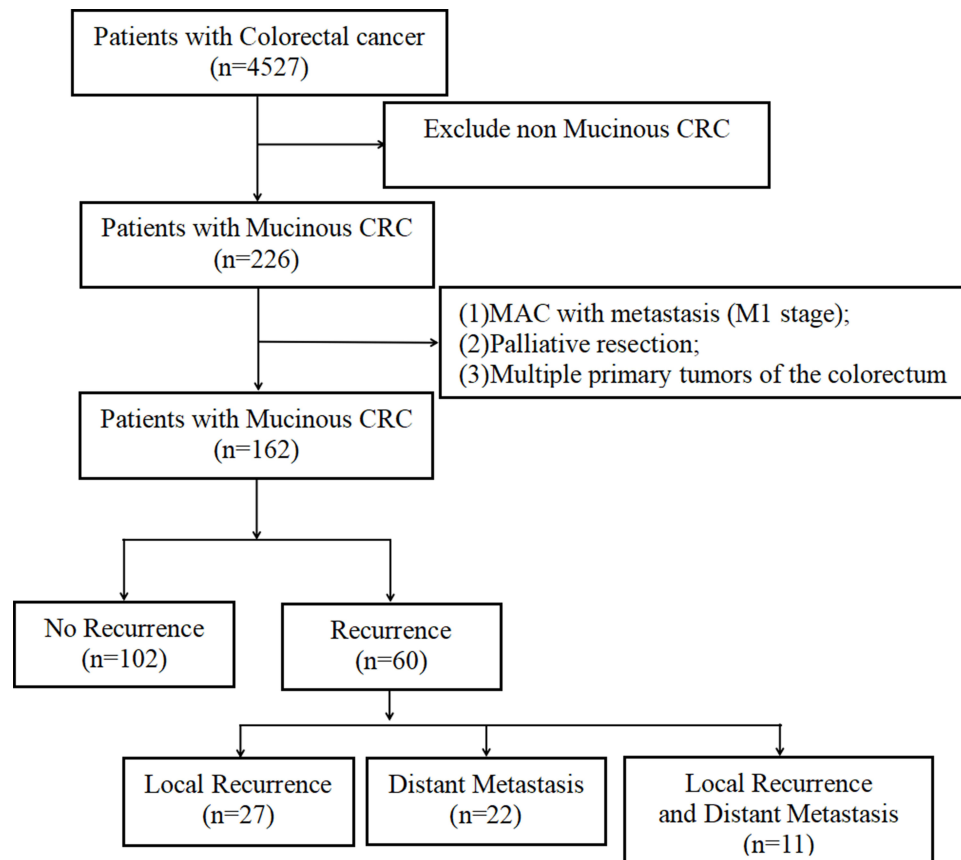 Patients with Colorectal cancer
(n=4527)
Exclude non Mucinous CRC
Patients with Mucinous CRC
(n=226)
(1)MAC with metastasis (M1 stage);
(2)Palliative resection;
(3)Multiple primary tumors of the colorectum
Patients with Mucinous CRC
(n=162)
No Recurrence
(n=102)
Recurrence
(n=60)
Local Recurrence
(n=27)
Distant Metastasis
(n=22)
Local Recurrence
and Distant Metastasis
(n=11)